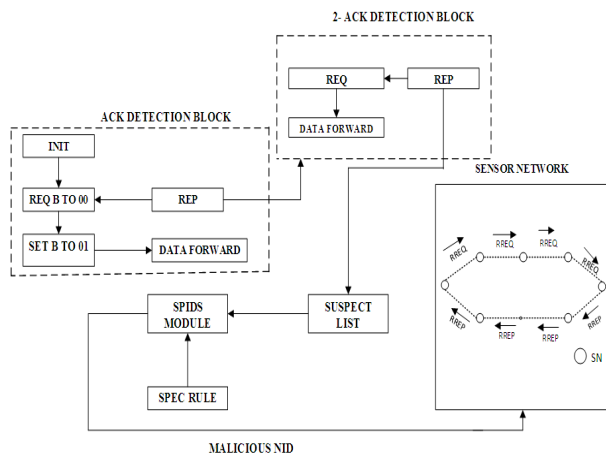 2- ACK DETECTION BLOCK
REQ
REP
DATA FORWARD
ACK DETECTION BLOCK
INIT
REQ B TO 00
REP
SET B TO 01
DATA FORWARD
SENSOR NETWORK
RREQ
RREQ
RREQ
RREQ
RREP
RREP
RREP
RREP
SN
SPIDS
MODULE
SUSPECT
LIST
SPEC RULE
MALICIOUS NID